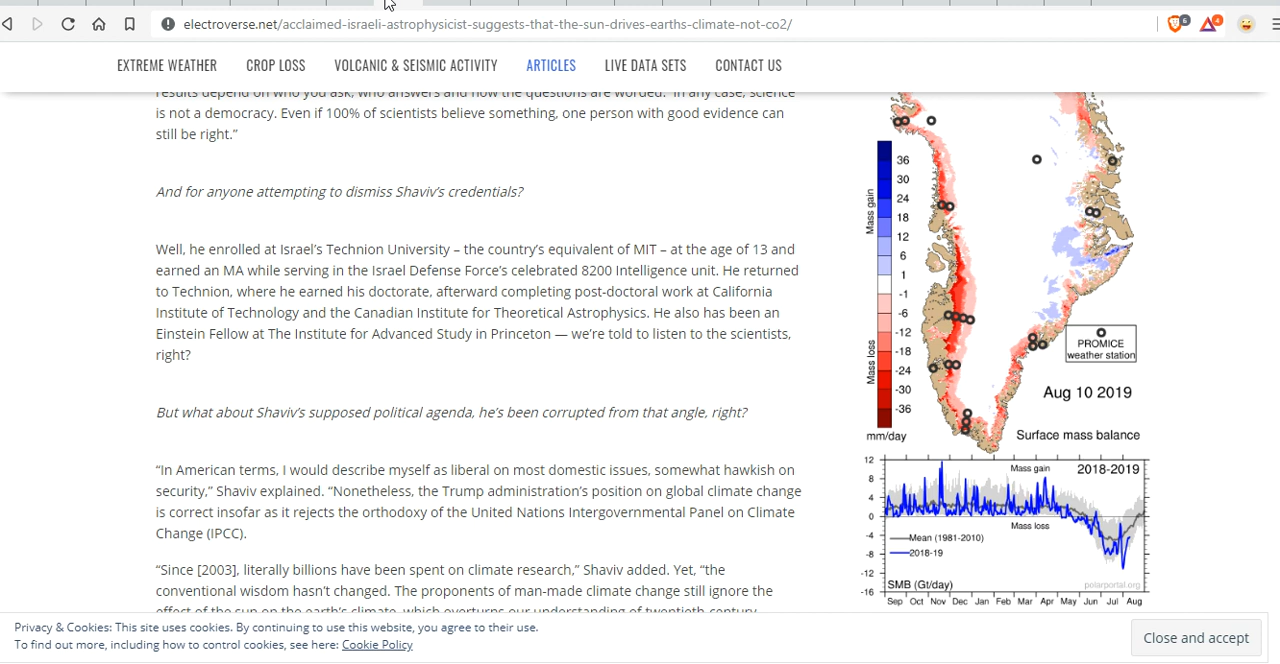 electroverse.net/acclaimed-israeli-astrophysicist-suggests-that-the-sun-drives-earths-climate-not-co2/
6
4
EXTREME WEATHER
CROP LOSS
VOLCANIC & SEISMIC ACTIVITY
ARTICLES
LIVE DATA SETS
CONTACT US
results depend on who you ask, who answers and how the questions are worded. "In any case, science
is not a democracy. Even if 100% of scientists believe something, one person with good evidence can
still be right.”
And for anyone attempting to dismiss Shaviv’s credentials?
Well, he enrolled at Israel’s Technion University – the country’s equivalent of MIT – at the age of 13 and
earned an MA while serving in the Israel Defense Force’s celebrated 8200 Intelligence unit. He returned
to Technion, where he earned his doctorate, afterward completing post-doctoral work at California
Institute of Technology and the Canadian Institute for Theoretical Astrophysics. He also has been an
Einstein Fellow at The Institute for Advanced Study in Princeton — we’re told to listen to the scientists,
right?
But what about Shaviv’s supposed political agenda, he’s been corrupted from that angle, right?
“In American terms, I would describe myself as liberal on most domestic issues, somewhat hawkish on
security,” Shaviv explained. “Nonetheless, the Trump administration’s position on global climate change
is correct insofar as it rejects the orthodoxy of the United Nations Intergovernmental Panel on Climate
Change (IPCC).
“Since [2003], literally billions have been spent on climate research,” Shaviv added. Yet, “the
conventional wisdom hasn’t changed. The proponents of man-made climate change still ignore the
effect of the sun on the earth’s climate, which overturns our understanding of twentieth-century
Mass gain
Mass loss
36
30
24
18
12
6
1
-1
-6
-12
-18
-24
-30
-36
mm/day
PROMICE
weather station
Aug 10 2019
Surface mass balance
12
8
4
0
-4
-8
-12
-16
Mass gain
2018-2019
Mass loss
Mean (1981-2010)
2018-19
SMB (Gt/day)
polarportal.org
Sep Oct Nov Dec Jan Feb Mar Apr May Jun Jul Aug
Privacy & Cookies: This site uses cookies. By continuing to use this website, you agree to their use.
To find out more, including how to control cookies, see here: Cookie Policy
Close and accept